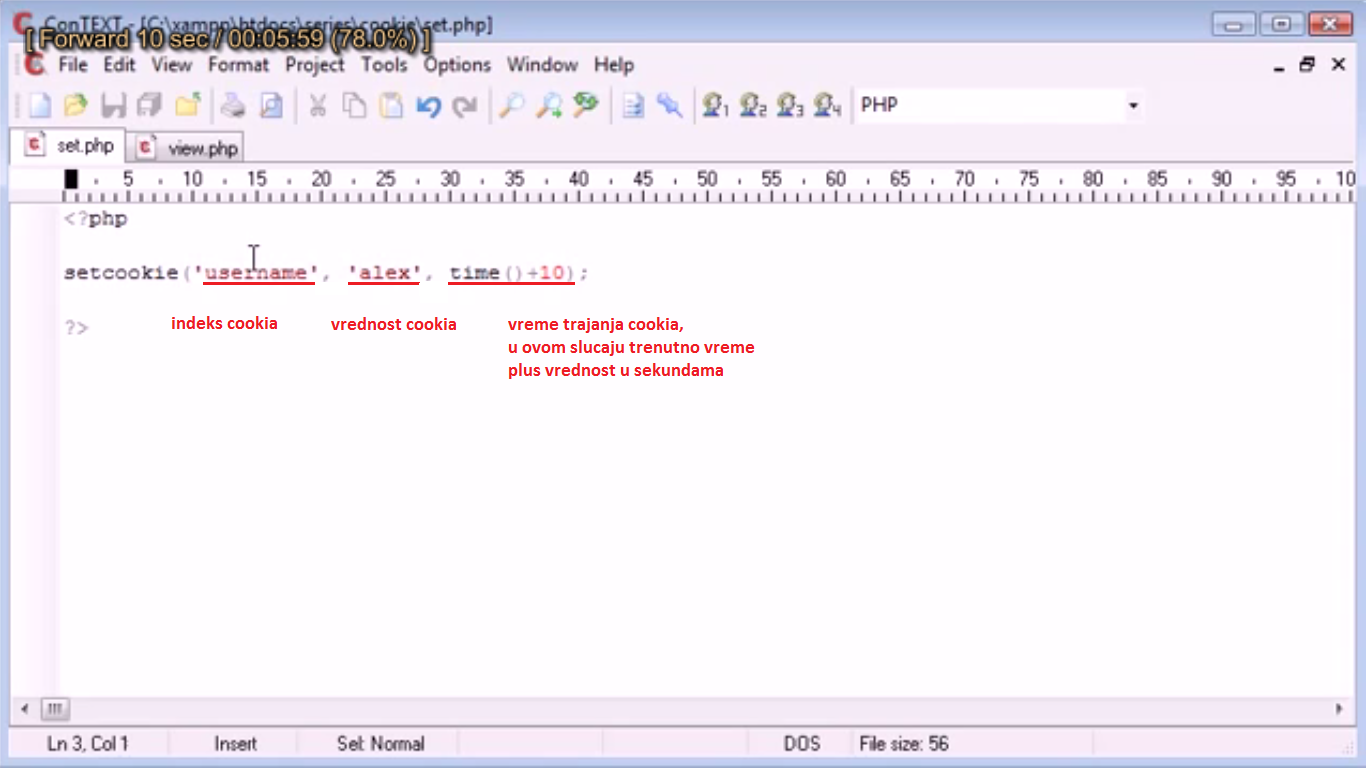 ConTEXT - [C:\xampp\htdocs\series\cookie\set.php]
[ Forward 10 sec / 00:05:59 (78.0%) ]
File Edit View Format Project Tools Options Window Help
1 2 3 4 PHP
set.php view.php
5 10 15 20 25 30 35 40 45 50 55 60 65 70 75 80 85 90 95 10
<?php
setcookie('username', 'alex', time()+10);
?>
indeks cookia
vrednost cookia
vreme trajanja cookia,
u ovom slucaju trenutno vreme
plus vrednost u sekundama
Ln 3, Col 1 Insert Sel: Normal DOS File size: 56